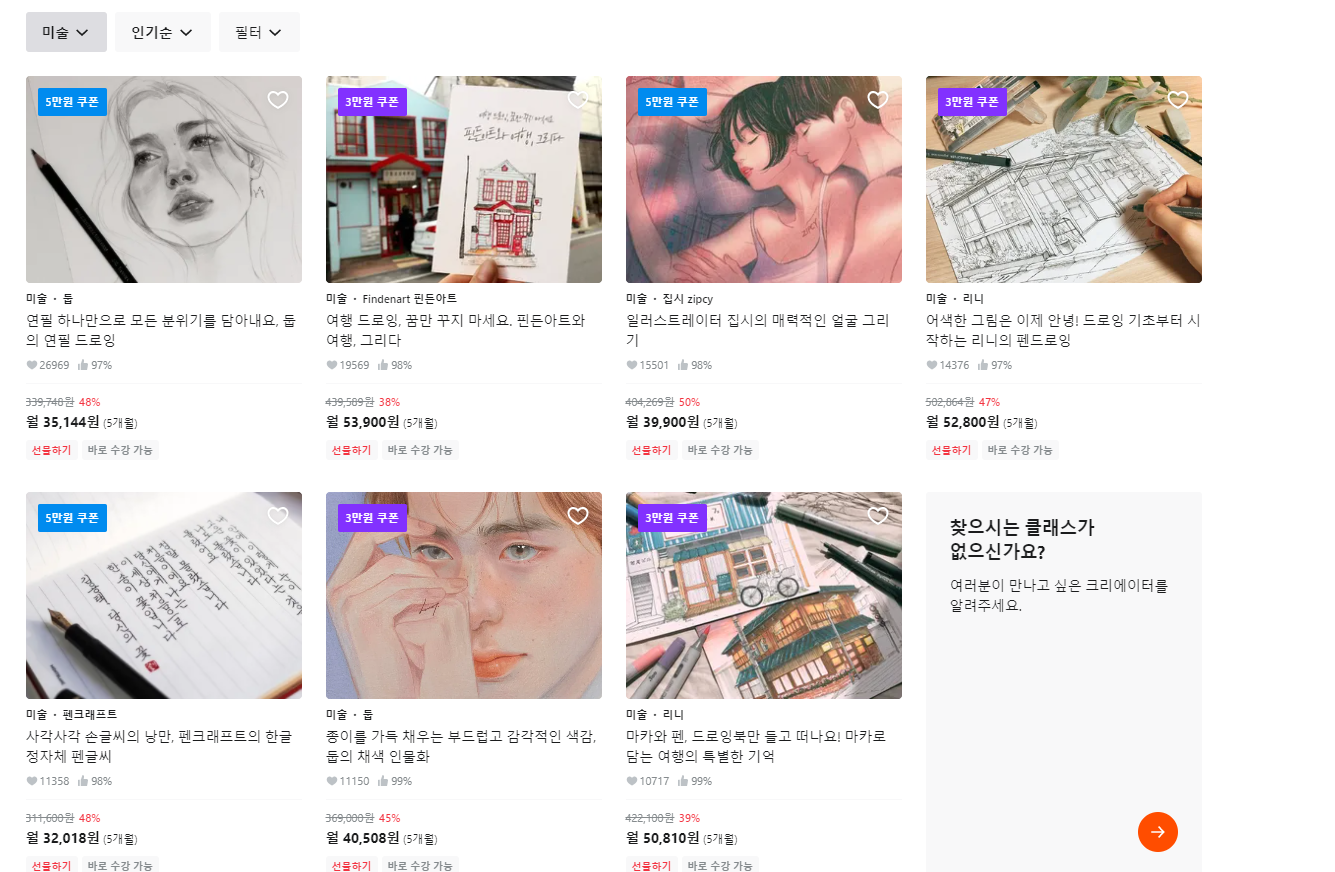 미술
인기순
필터
5만원 쿠폰
3만원 쿠폰
여행 드로잉, 꿈만 꾸지 마세요
핀든아트와 여행, 그리다
5만원 쿠폰
3만원 쿠폰
미술 · 둡
연필 하나만으로 모든 분위기를 담아내요, 둡
의 연필 드로잉
26969 97%
339,748원 48%
월 35,144원 (5개월)
선물하기 바로 수강 가능
미술 · Findenart 핀든아트
여행 드로잉, 꿈만 꾸지 마세요. 핀든아트와
여행, 그리다
19569 98%
439,589원 38%
월 53,900원 (5개월)
선물하기 바로 수강 가능
미술 · 집시 zipcy
일러스트레이터 집시의 매력적인 얼굴 그리
기
15501 98%
404,269원 50%
월 39,900원 (5개월)
선물하기 바로 수강 가능
미술 · 리니
어색한 그림은 이제 안녕! 드로잉 기초부터 시
작하는 리니의 펜드로잉
14376 97%
502,864원 47%
월 52,800원 (5개월)
선물하기 바로 수강 가능
5만원 쿠폰
3만원 쿠폰
3만원 쿠폰
미술 · 펜크래프트
사각사각 손글씨의 낭만, 펜크래프트의 한글
정자체 펜글씨
11358 98%
311,600원 48%
월 32,018원 (5개월)
선물하기 바로 수강 가능
미술 · 둡
종이를 가득 채우는 부드럽고 감각적인 색감,
둡의 채색 인물화
11150 99%
369,000원 45%
월 40,508원 (5개월)
선물하기 바로 수강 가능
미술 · 리니
마카와 펜, 드로잉북만 들고 떠나요! 마카로
담는 여행의 특별한 기억
10717 99%
422,100원 39%
월 50,810원 (5개월)
선물하기 바로 수강 가능
찾으시는 클래스가
없으신가요?
여러분이 만나고 싶은 크리에이터를
알려주세요.